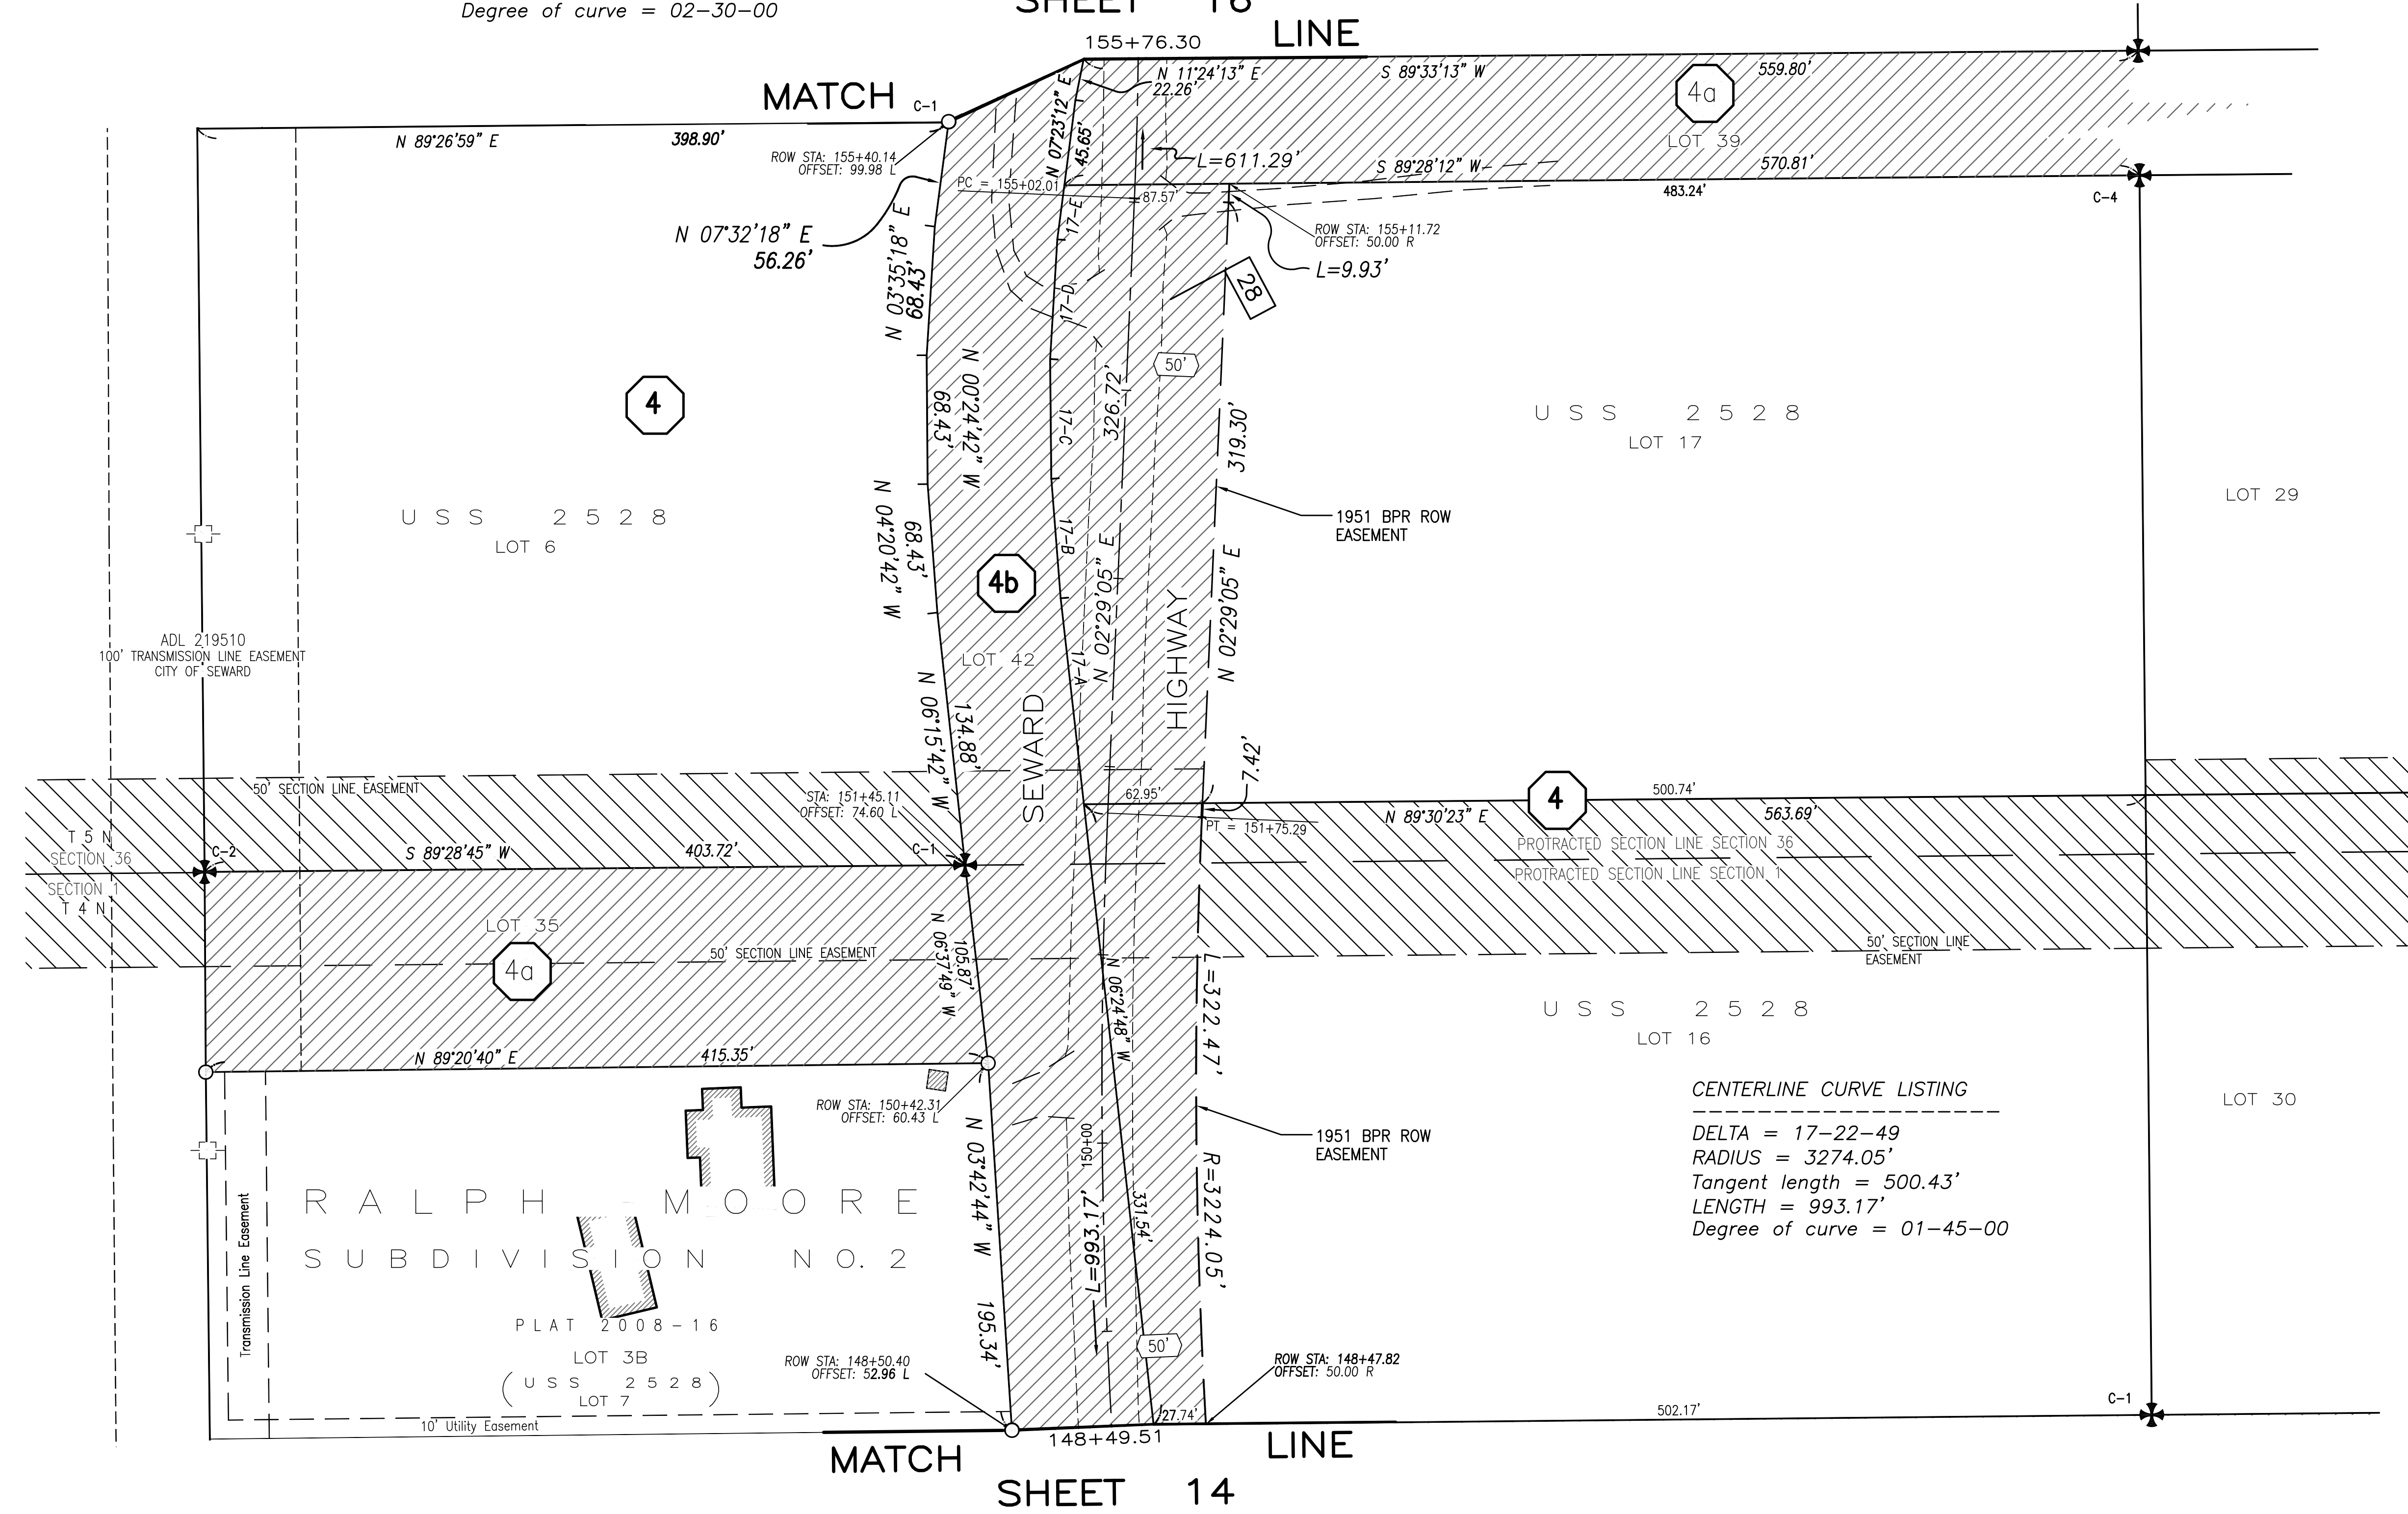 Degree of curve = 02-30-00
SHEET 16
155+76.30
MATCH
LINE
C-1
N 11°24'13" E
22.26'
S 89°33'13" W
559.80'
4a
LOT 39
N 89°26'59" E
398.90'
ROW STA: 155+40.14
OFFSET: 99.98 L
N 07°23'12" E
45.65'
L=611.29'
S 89°28'12" W
570.81'
PC = 155+02.01
87.57'
483.24'
C-4
N 07°32'18" E
56.26'
ROW STA: 155+11.72
OFFSET: 50.00 R
L=9.93'
28
N 03°35'18" E
68.43'
17-E
17-D
50'
4
N 00°24'42" W
68.43'
17-C
326.72'
319.30'
USS 2528
LOT 17
USS 2528
LOT 6
LOT 29
N 04°20'42" W
68.43'
17-B
1951 BPR ROW
EASEMENT
4b
N 02°29'05" E
N 02°29'05" E
HIGHWAY
ADL 219510
100' TRANSMISSION LINE EASEMENT
CITY OF SEWARD
LOT 42
17-A
SEWARD
N 06°15'42" W
134.88'
7.42'
50' SECTION LINE EASEMENT
STA: 151+45.11
OFFSET: 74.60 L
62.95'
PT = 151+75.29
N 89°30'23" E
4
500.74'
563.69'
T 5 N
SECTION 36
SECTION 1
T 4 N
C-2
S 89°28'45" W
403.72'
C-1
PROTRACTED SECTION LINE SECTION 36
PROTRACTED SECTION LINE SECTION 1
LOT 35
4a
50' SECTION LINE EASEMENT
N 06°37'49" W
105.87'
N 06°24'48" W
50' SECTION LINE
EASEMENT
L=322.47'
USS 2528
LOT 16
N 89°20'40" E
415.35'
ROW STA: 150+42.31
OFFSET: 60.43 L
LOT 30
CENTERLINE CURVE LISTING
-------------------
DELTA = 17-22-49
RADIUS = 3274.05'
Tangent length = 500.43'
LENGTH = 993.17'
Degree of curve = 01-45-00
150+00
1951 BPR ROW
EASEMENT
N 03°42'44" W
195.34'
L=993.17'
331.54'
R=3224.05'
Transmission Line Easement
RALPH MOORE
SUBDIVISION NO. 2
PLAT 2008-16
LOT 3B
(USS 2528)
LOT 7
10' Utility Easement
ROW STA: 148+50.40
OFFSET: 52.96 L
50'
ROW STA: 148+47.82
OFFSET: 50.00 R
27.74'
502.17'
C-1
148+49.51
MATCH
LINE
SHEET 14